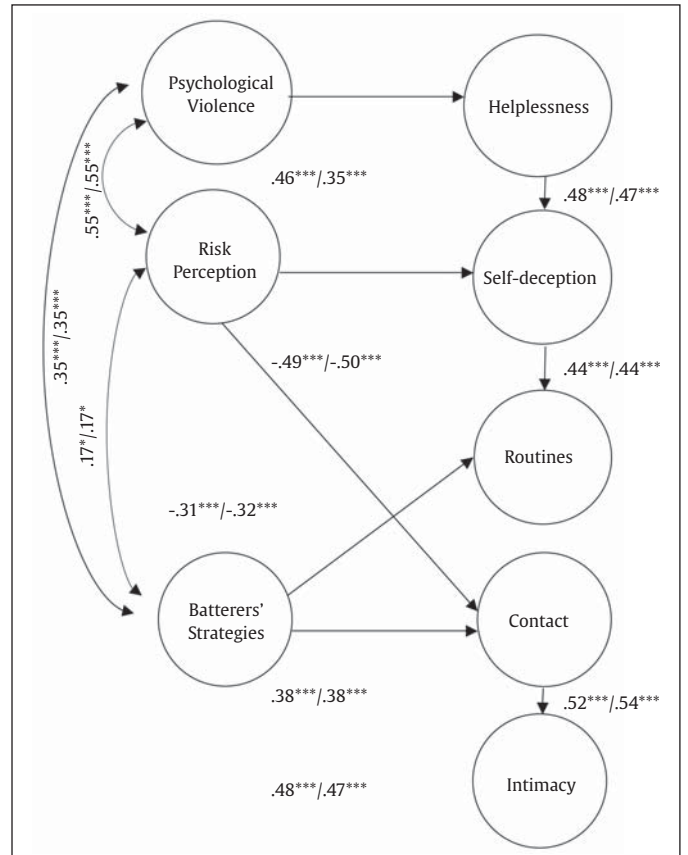 Psychological
Violence
Helplessness
.46***/.35***
.48***/.47***
.55***/.55***
Risk
Perception
Self-deception
.35***/.35***
-.49***/-.50***
.44***/.44***
.17*/.17*
Routines
-.31***/-.32***
Batterers'
Strategies
Contact
.38***/.38***
.52***/.54***
.48***/.47***
Intimacy